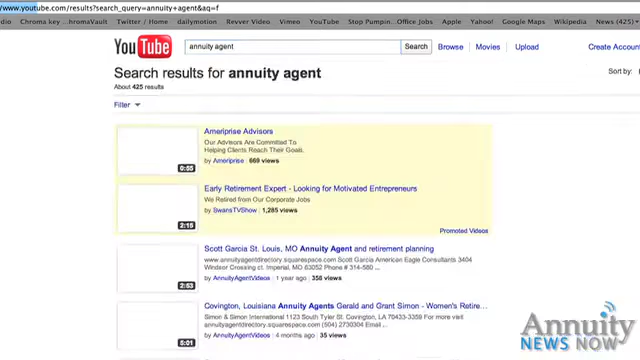 /www.youtube.com/results?search_query=annuity+agent&aq=f
ChromaVault Twitter / Home dailymotion Revver Video Vimeo YouTube Stop Pumpin...Office Jobs Apple Yahoo! Google Maps Wikipedia News (425)
YouTube annuity agent Search Browse Movies Upload Create Accoun
Search results for annuity agent
Sort by:
About 425 results
Filter
Ameriprise Advisors
Our Advisors Are Committed To
Helping Clients Reach Their Goals.
by Ameriprise 669 views
0:55
Early Retirement Expert - Looking for Motivated Entrepreneurs
We Retired from Our Corporate Jobs
by SwansTVShow 1,285 views
2:15
Promoted Videos
Scott Garcia St. Louis, MO Annuity Agent and retirement planning
www.annuityagentdirectory.squarespace.com Scott Garcia American Eagle Consultants 3404
Windsor Crossing ct. Imperial, MO 63052 Phone # 314-580 ...
by AnnuityAgentVideos 1 year ago 356 views
2:53
Covington, Louisiana Annuity Agents Gerald and Grant Simon - Women's Retire...
Simon & Simon International 1123 South Tyler St. Covington, LA 70433-3359 For more visit
annuityagentdirectory.squarespace.com (504) 2730304 Email ...
by AnnuityAgentVideos 4 months ago 35 views
5:01
Annuity
NEWS NOW